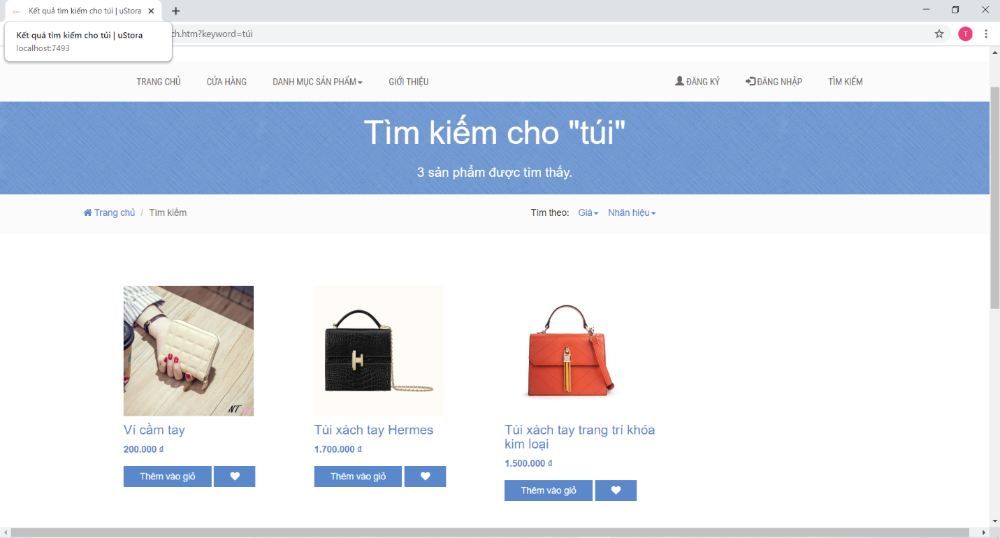 Kết quả tìm kiếm cho túi | uStora
Kết quả tìm kiếm cho túi | uStora
localhost:7493
ch.htm?keyword=túi
T
TRANG CHỦ CỬA HÀNG DANH MỤC SẢN PHẨM GIỚI THIỆU ĐĂNG KÝ ĐĂNG NHẬP TÌM KIẾM
Tìm kiếm cho "túi"
3 sản phẩm được tìm thấy.
Trang chủ / Tìm kiếm
Tìm theo: Giá Nhãn hiệu
NT
Ví cầm tay
200.000 ₫
Thêm vào giỏ
Túi xách tay Hermes
1.700.000 ₫
Thêm vào giỏ
Túi xách tay trang trí khóa
kim loại
1.500.000 ₫
Thêm vào giỏ